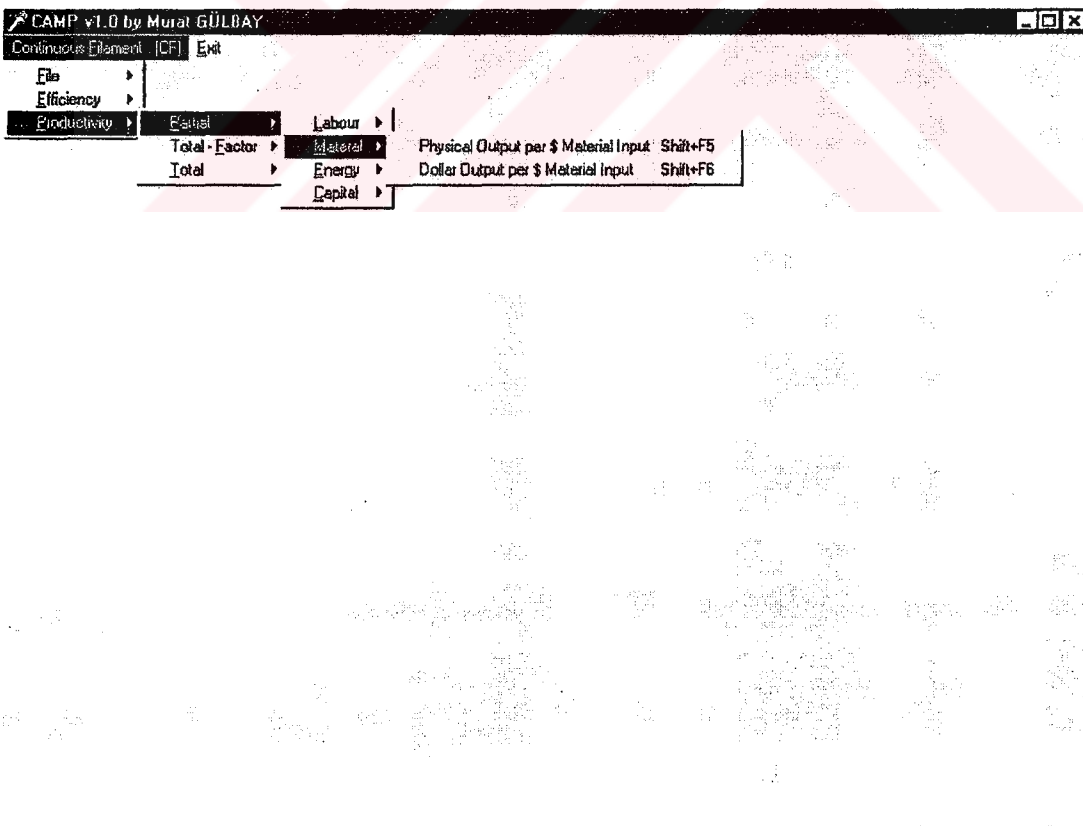 CAMP v1.0 by Murat GÜLBAY
Continuous Filament (CF) Exit
File
Efficiency
Productivity
Partial
Total - Factor
Total
Labour
Material
Energy
Capital
Physical Output per $ Material Input Shift+F5
Dollar Output per $ Material Input Shift+F6